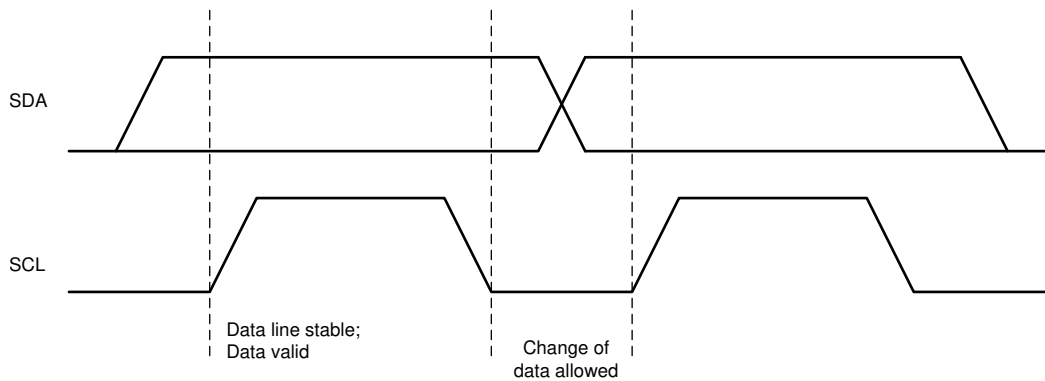 SDA
SCL
Data line stable;
Data valid
Change of
data allowed